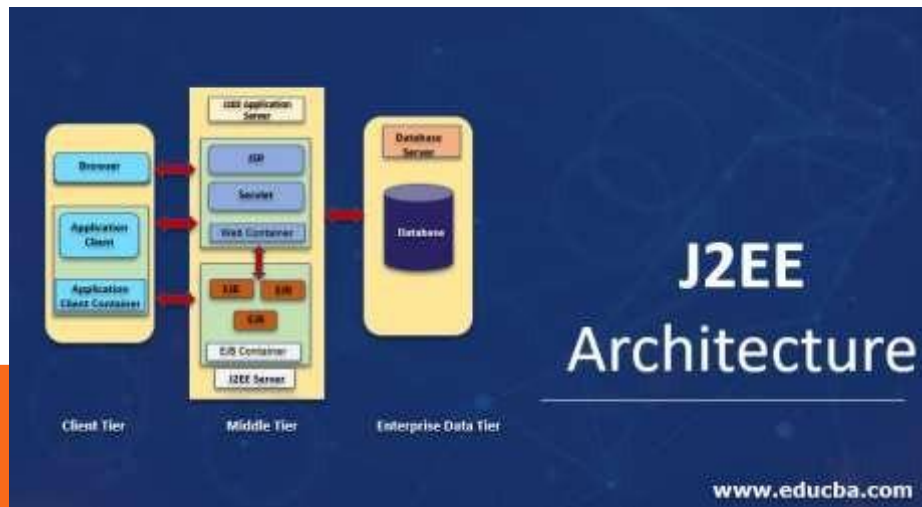 J2EE Application
Server
Browser
Application
Client
Application
Client Container
JSP
Servlet
Web Container
EJB
EJB
EJB
EJB Container
J2EE Server
Database
Server
Database
Client Tier
Middle Tier
Enterprise Data Tier
J2EE
Architecture
www.educba.com